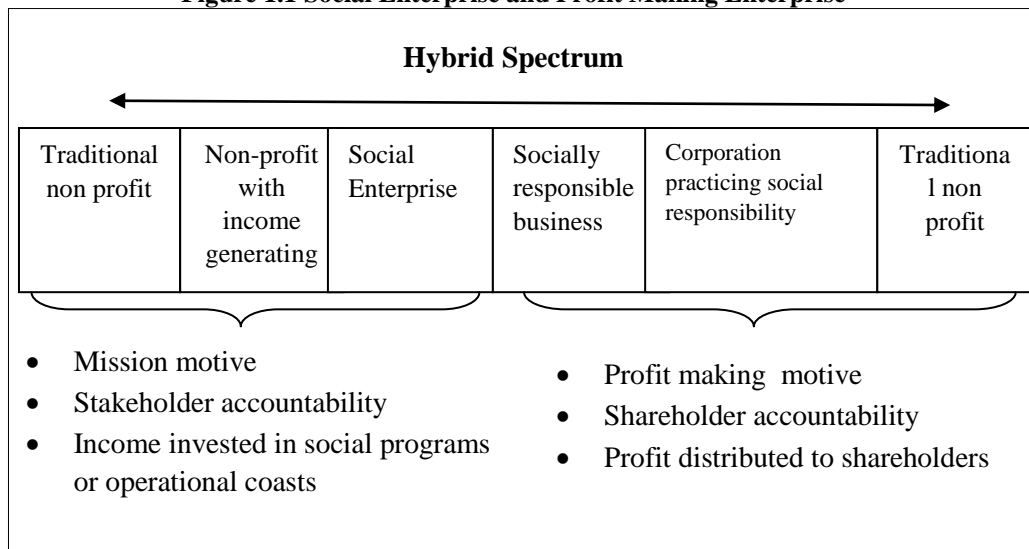 Figure 1.1 Social Enterprise and Profit Making Enterprise
Hybrid Spectrum
Traditional
non profit
Non-profit
with
income
generating
Social
Enterprise
Socially
responsible
business
Corporation
practicing social
responsibility
Traditiona
l non
profit
• Mission motive
• Stakeholder accountability
• Income invested in social programs
or operational coasts
• Profit making motive
• Shareholder accountability
• Profit distributed to shareholders